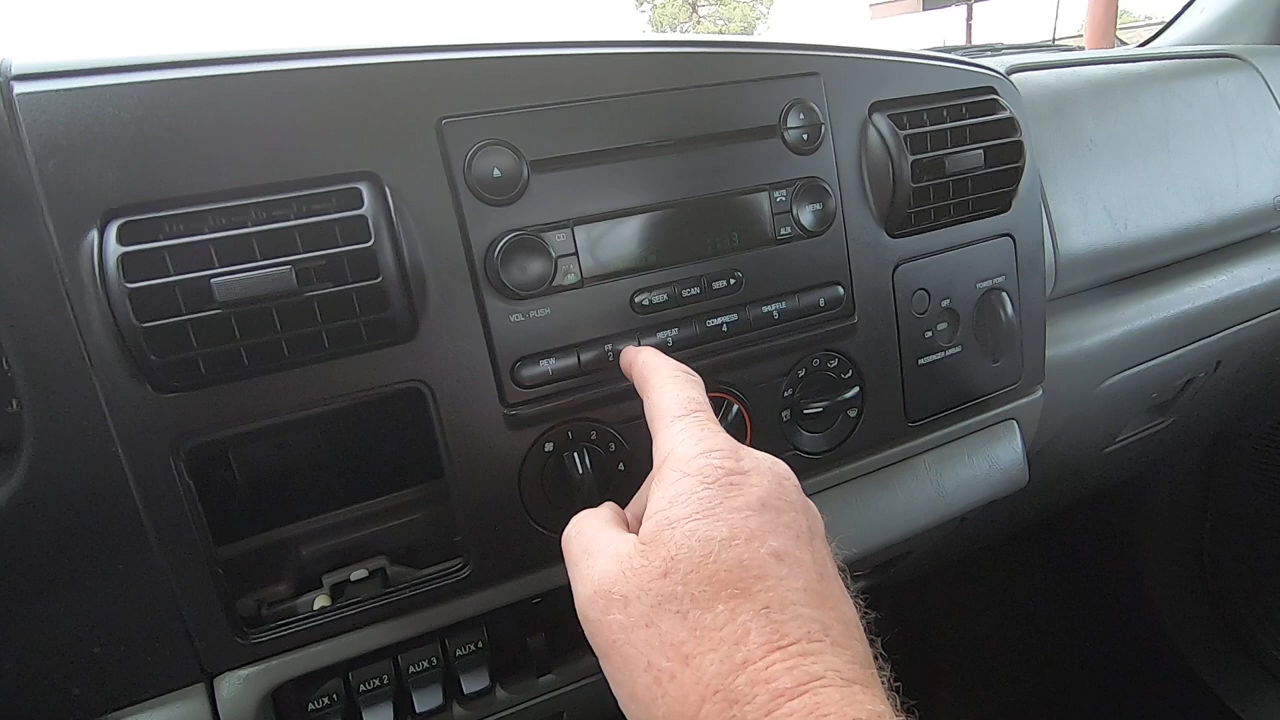 MUTE
CD
MENU
AUX
VOL - PUSH
SEEK
SCAN
SEEK
REW
1
FF
2
REPEAT
3
COMPRESS
4
SHUFFLE
5
6
POWER PORT
OFF
ON
PASSENGER AIRBAG
1
2
3
4
A/C
AUX 1
AUX 2
AUX 3
AUX 4